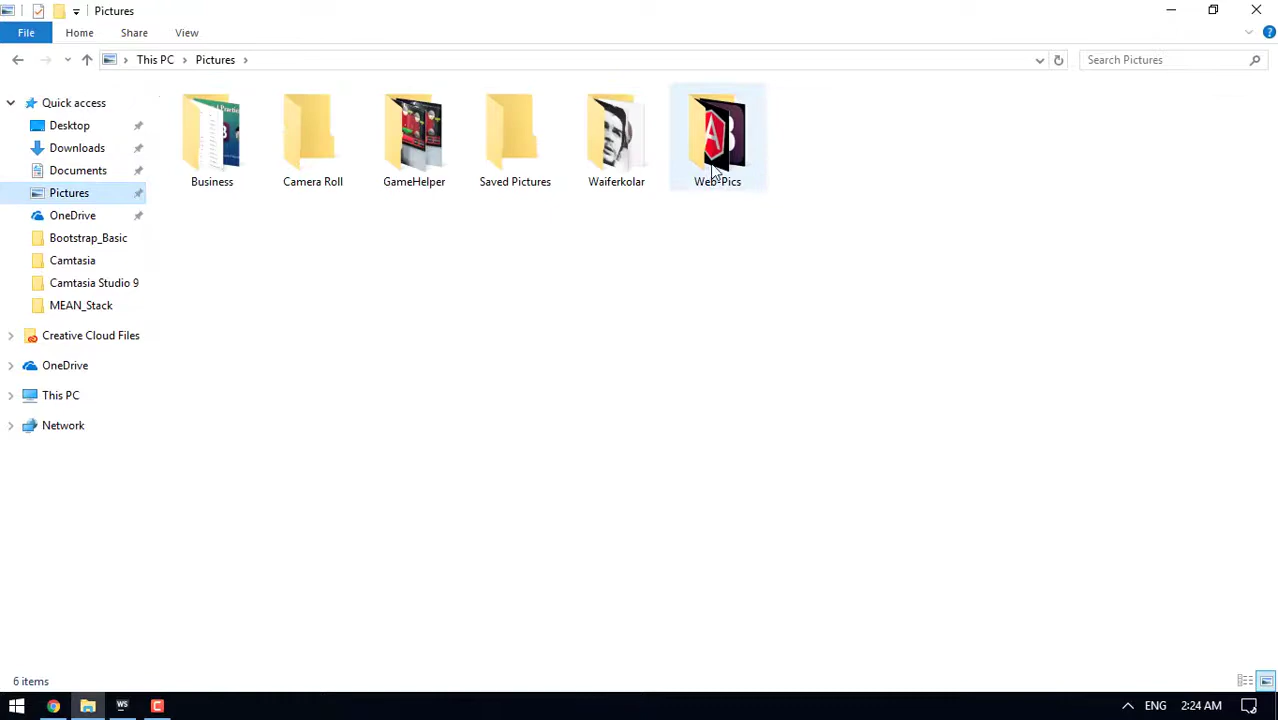 Pictures
File Home Share View
This PC Pictures
Search Pictures
Quick access
Desktop
Downloads
Documents
Pictures
OneDrive
Bootstrap_Basic
Camtasia
Camtasia Studio 9
MEAN_Stack
Creative Cloud Files
OneDrive
This PC
Network
Business Camera Roll GameHelper Saved Pictures Waiferkolar Web-Pics
6 items
WS C ENG 2:24 AM